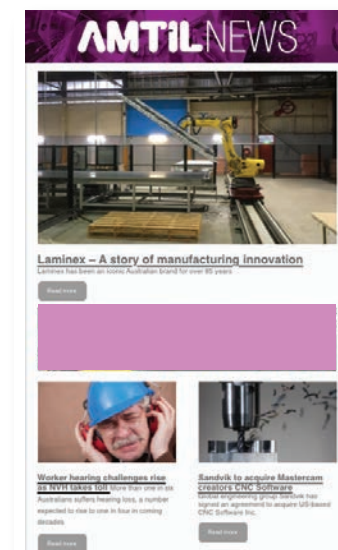 AMTIL NEWS
Laminex – A story of manufacturing innovation
Laminex has been an iconic Australian brand for over 85 years
Read more
Worker hearing challenges rise
as NVH takes toll More than one in six
Australians suffers hearing loss, a number
expected to rise to one in four in coming
decades.
Read more
Sandvik to acquire Mastercam
creators CNC Software
Global engineering group Sandvik has
signed an agreement to acquire US-based
CNC Software Inc.
Read more